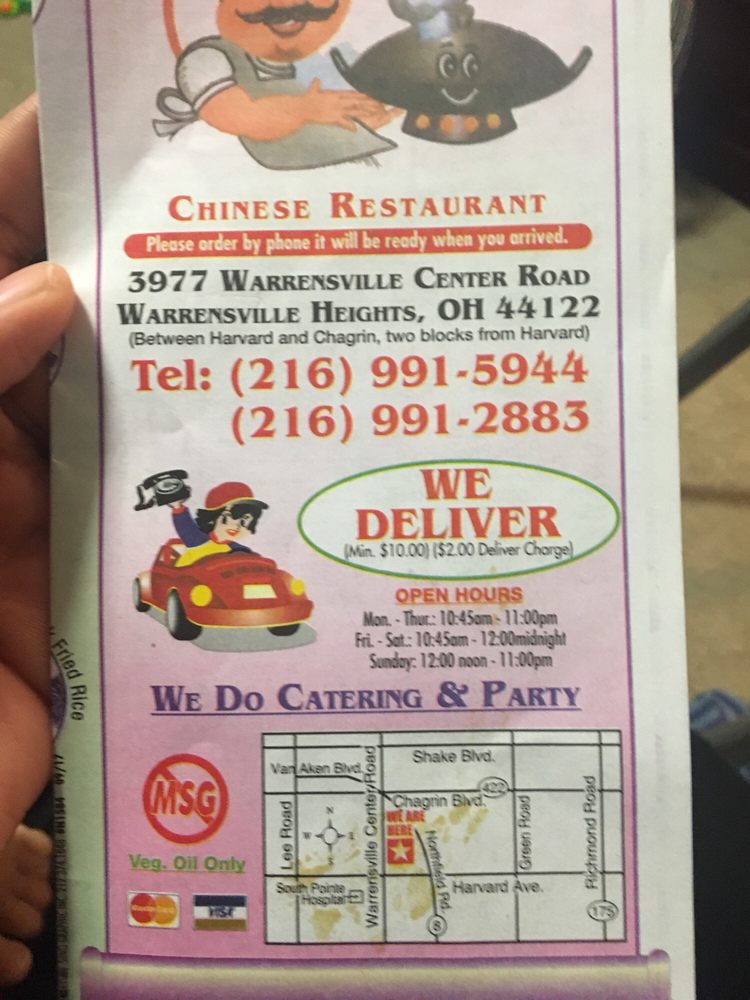 CHINESE RESTAURANT
Please order by phone it will be ready when you arrived.
3977 WARRENSVILLE CENTER ROAD
WARRENSVILLE HEIGHTS, OH 44122
(Between Harvard and Chagrin, two blocks from Harvard)
Tel: (216) 991-5944
(216) 991-2883
WE
DELIVER
(Min. $10.00) ($2.00 Deliver Charge)
OPEN HOURS
Mon. - Thur.: 10:45am - 11:00pm
Fri. - Sat.: 10:45am - 12:00midnight
Sunday: 12:00 noon - 11:00pm
WE DO CATERING & PARTY
MSG
Veg. Oil Only
MasterCard
VISA
Shake Blvd.
Van Aken Blvd.
422
Chagrin Blvd.
WE ARE
HERE
N
W
E
S
Lee Road
Warrensville Center Road
Northfield Rd.
Green Road
Richmond Road
South Pointe
Hospital
Harvard Ave.
8
175
Fried Rice
09/17